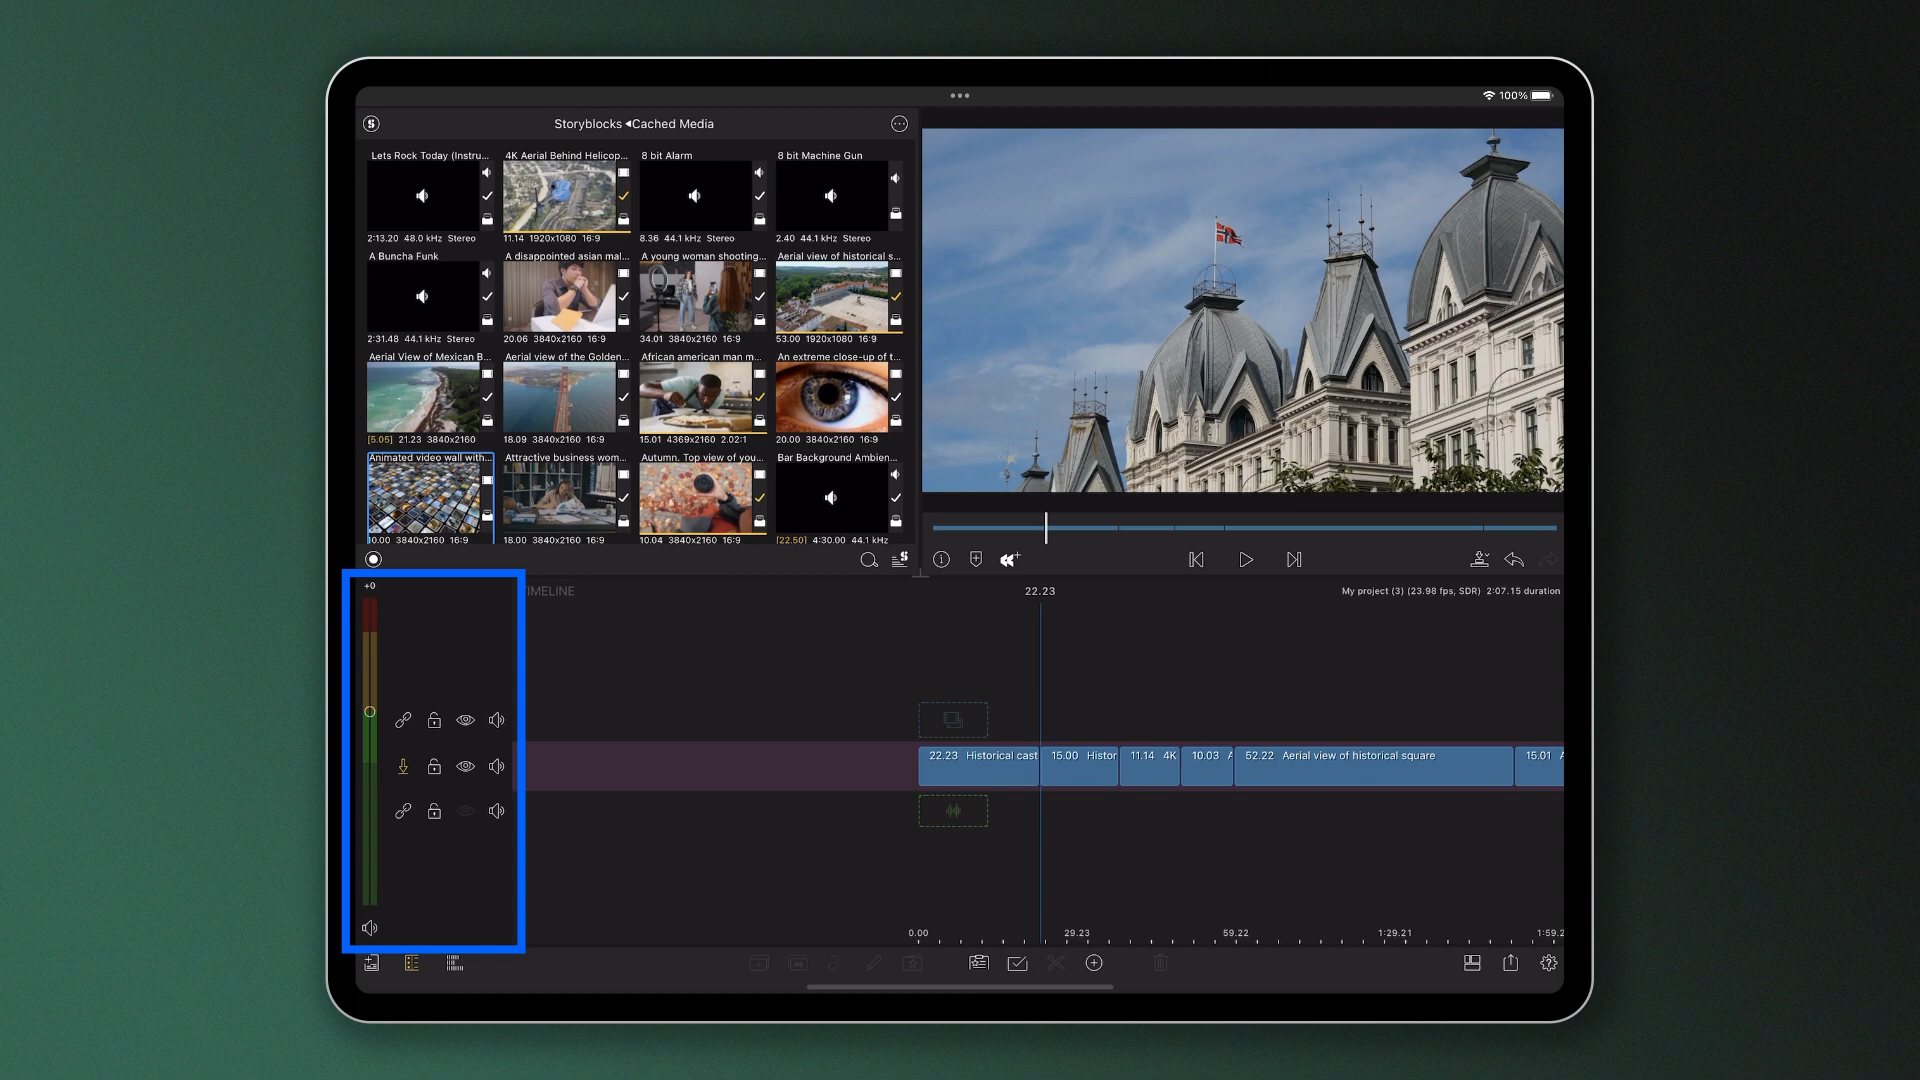 100%
Storyblocks ◀Cached Media
Lets Rock Today (Instru...
4K Aerial Behind Helicop...
8 bit Alarm
8 bit Machine Gun
2:13.20 48.0 kHz Stereo
11.14 1920x1080 16:9
8.36 44.1 kHz Stereo
2.40 44.1 kHz Stereo
A Buncha Funk
A disappointed asian mal...
A young woman shooting...
Aerial view of historical s...
2:31.48 44.1 kHz Stereo
20.06 3840x2160 16:9
34.01 3840x2160 16:9
53.00 1920x1080 16:9
Aerial View of Mexican B...
Aerial view of the Golden...
African american man m...
An extreme close-up of t...
[5.05] 21.23 3840x2160
18.09 3840x2160 16:9
15.01 4369x2160 2.02:1
20.00 3840x2160 16:9
Animated video wall with...
Attractive business wom...
Autumn. Top view of you...
Bar Background Ambien...
10.00 3840x2160 16:9
18.00 3840x2160 16:9
10.04 3840x2160 16:9
[22.50] 4:30.00 44.1 kHz
+0
IMELINE
22.23
My project (3) (23.98 fps, SDR) 2:07.15 duration
22.23 Historical cast
15.00 Histor
11.14 4K
10.03 A
52.22 Aerial view of historical square
15.01 A
0.00
29.23
59.22
1:29.21
1:59.2